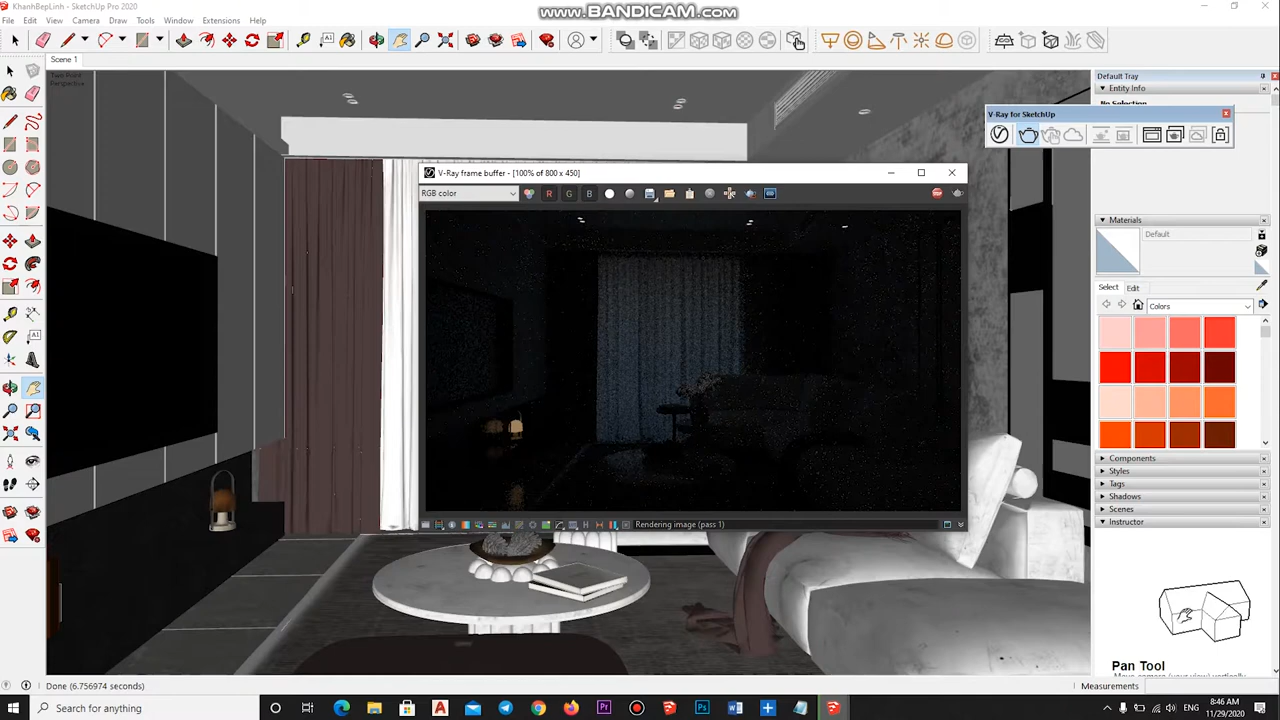 KhanhBepLinh - SketchUp Pro 2020
www.BANDICAM.com
File Edit View Camera Draw Tools Window Extensions Help
Scene 1
Two Point
Perspective
Default Tray
Entity Info
No Selection
V-Ray for SketchUp
V-Ray frame buffer - [100% of 800 x 450]
RGB color
R G B
Rendering image (pass 1)
Materials
Default
Select Edit
Colors
Components
Styles
Tags
Shadows
Scenes
Instructor
Pan Tool
Done (6.756974 seconds)
Measurements
Search for anything
ENG
8:46 AM
11/29/2020